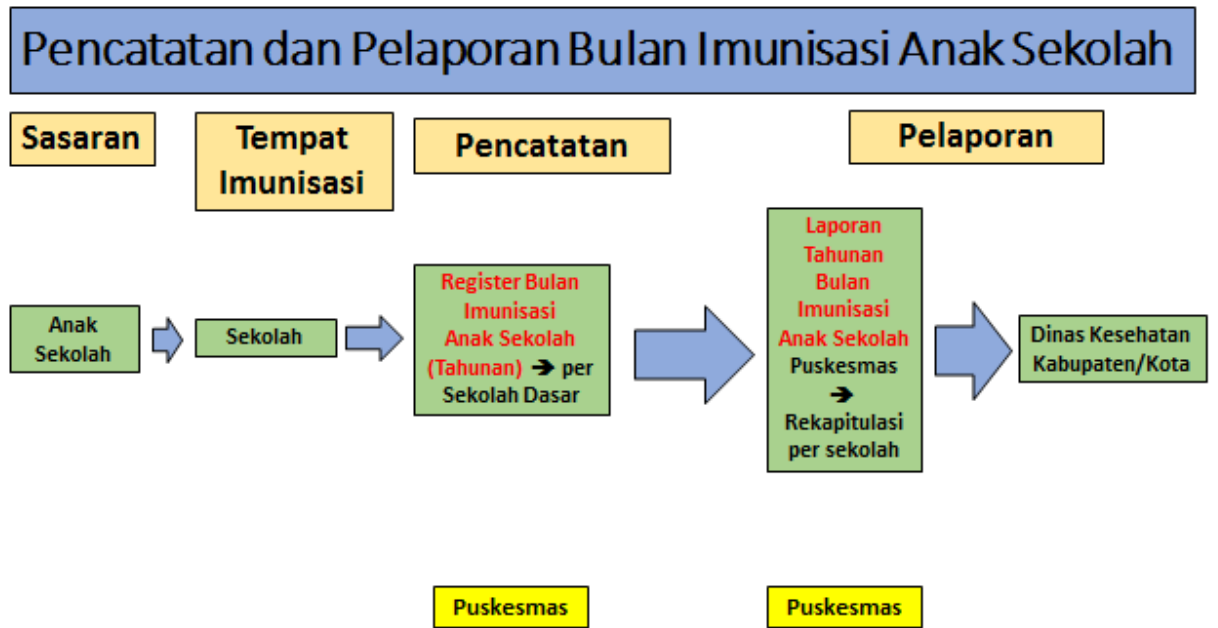 Pencatatan dan Pelaporan Bulan Imunisasi Anak Sekolah
Sasaran
Tempat
Imunisasi
Pencatatan
Pelaporan
Anak
Sekolah
Sekolah
Register Bulan
Imunisasi
Anak Sekolah
(Tahunan) ➔ per
Sekolah Dasar
Laporan
Tahunan
Bulan
Imunisasi
Anak Sekolah
Puskesmas
➔
Rekapitulasi
per sekolah
Dinas Kesehatan
Kabupaten/Kota
Puskesmas
Puskesmas